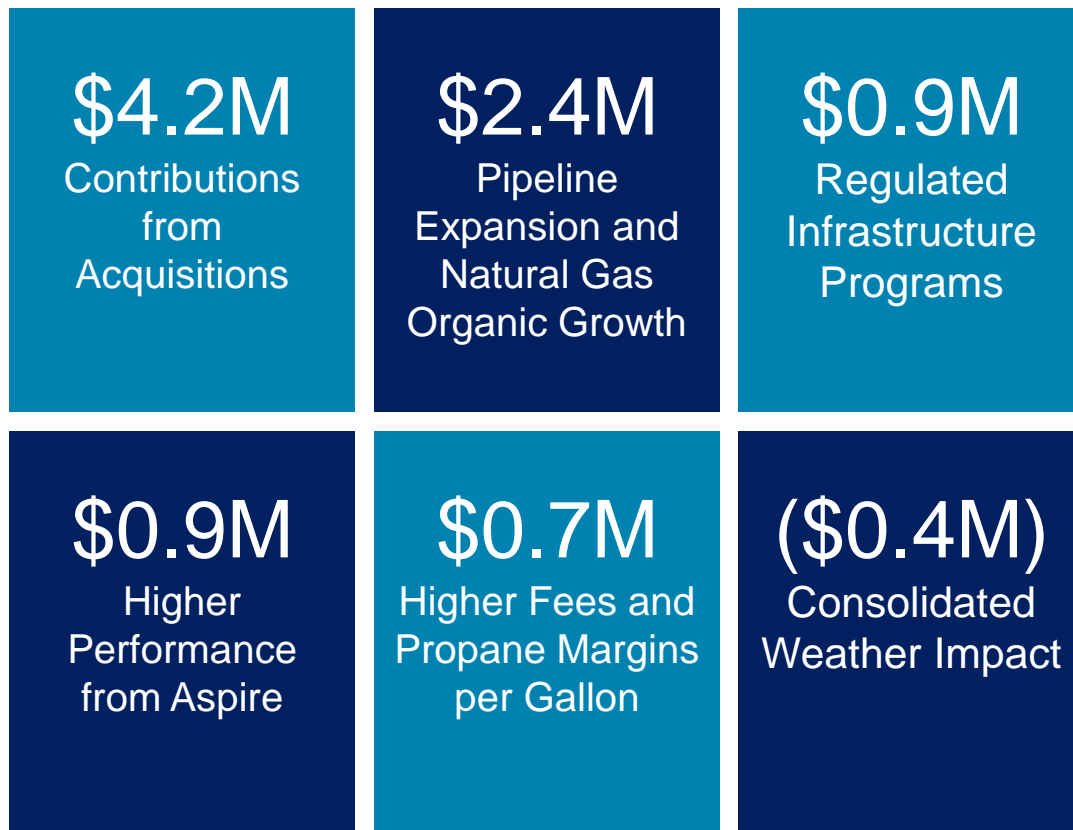 $4.2M
Contributions
from
Acquisitions
$2.4M
Pipeline
Expansion and
Natural Gas
Organic Growth
$0.9M
Regulated
Infrastructure
Programs
$0.9M
Higher
Performance
from Aspire
$0.7M
Higher Fees and
Propane Margins
per Gallon
($0.4M)
Consolidated
Weather Impact